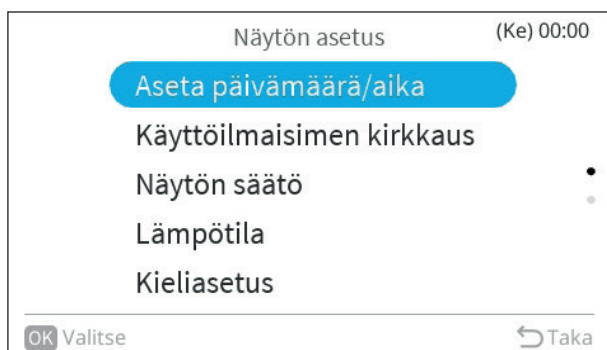 Näytön asetus (Ke) 00:00
Aseta päivämäärä/aika
Käyttöilmaisimen kirkkaus
Näytön säätö
Lämpötila
Kieliasetus
OK Valitse Taka